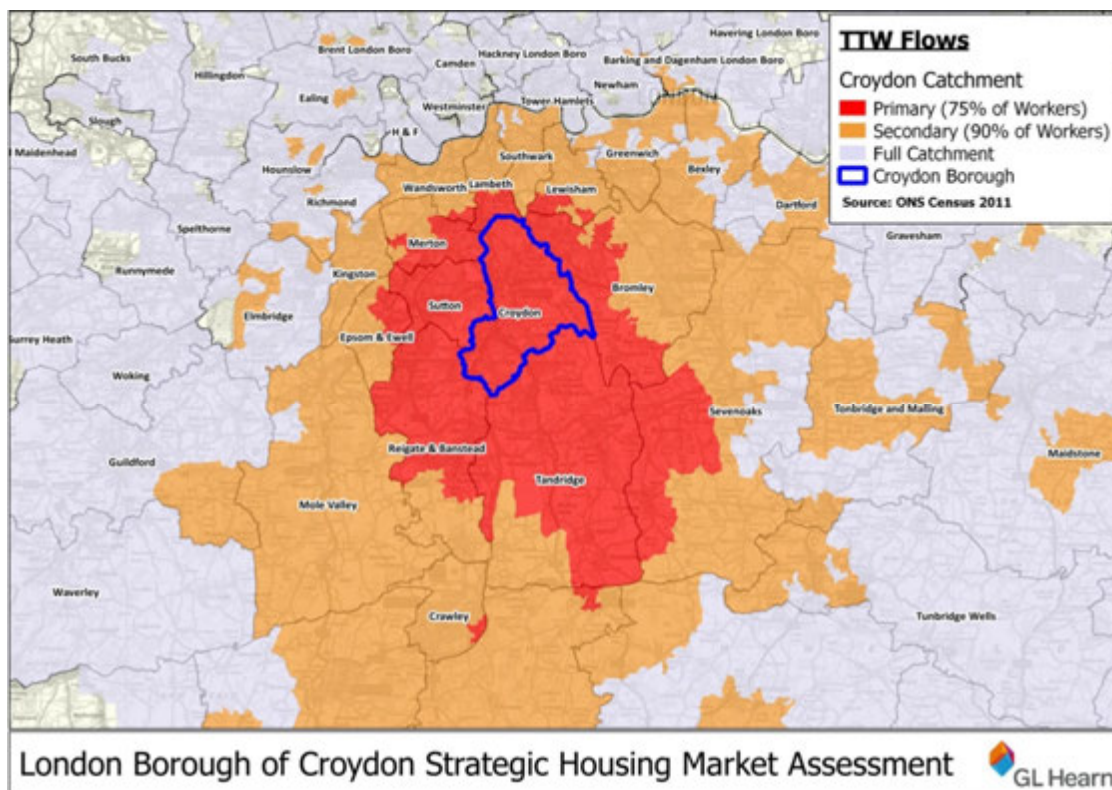 TTW Flows
Croydon Catchment
Primary (75% of Workers)
Secondary (90% of Workers)
Full Catchment
Croydon Borough
Source: ONS Census 2011
South Bucks
Hillingdon
Brent London Boro
Camden
Hackney London Boro
Havering London Boro
Barking and Dagenham London Boro
Newham
Ealing
Westminster
Tower Hamlets
Slough
H & F
Maidenhead
Hounslow
Southwark
Greenwich
Bexley
Richmond
Wandsworth
Lambeth
Lewisham
Dartford
Spelthorne
Gravesham
Merton
Runnymede
Kingston
Bromley
Sutton
Croydon
Elmbridge
Epsom & Ewell
urrey Heath
Woking
Sevenoaks
Tonbridge and Malling
Reigate & Banstead
Maidstone
Guildford
Tandridge
Mole Valley
Waverley
Crawley
Tunbridge Wells
London Borough of Croydon Strategic Housing Market Assessment
GL Hearn